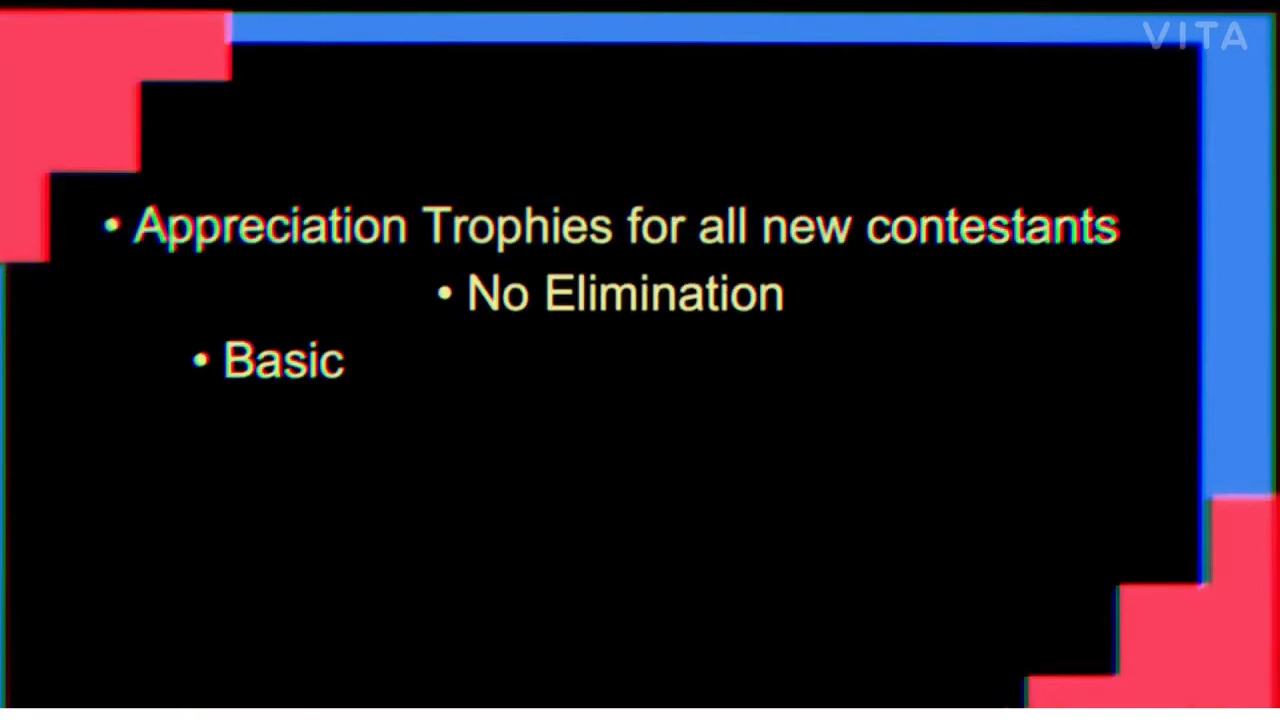 VITA
• Appreciation Trophies for all new contestants
• No Elimination
• Basic